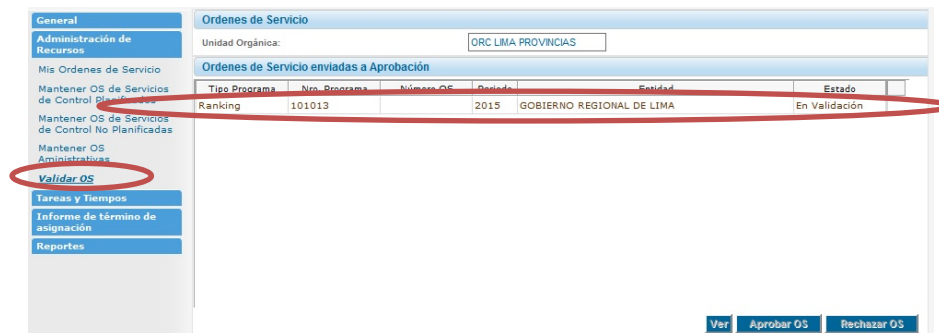 General
Administración de
Recursos
Mis Ordenes de Servicio
Mantener OS de Servicios
de Control Planificadas
Mantener OS de Servicios
de Control No Planificadas
Mantener OS
Aministrativas
Validar OS
Tareas y Tiempos
Informe de término de
asignación
Reportes
Ordenes de Servicio
Unidad Orgánica: ORC LIMA PROVINCIAS
Ordenes de Servicio enviadas a Aprobación
Tipo Programa Nro. Programa Número OS Periodo Entidad Estado
Ranking 101013 2015 GOBIERNO REGIONAL DE LIMA En Validación
Ver Aprobar OS Rechazar OS